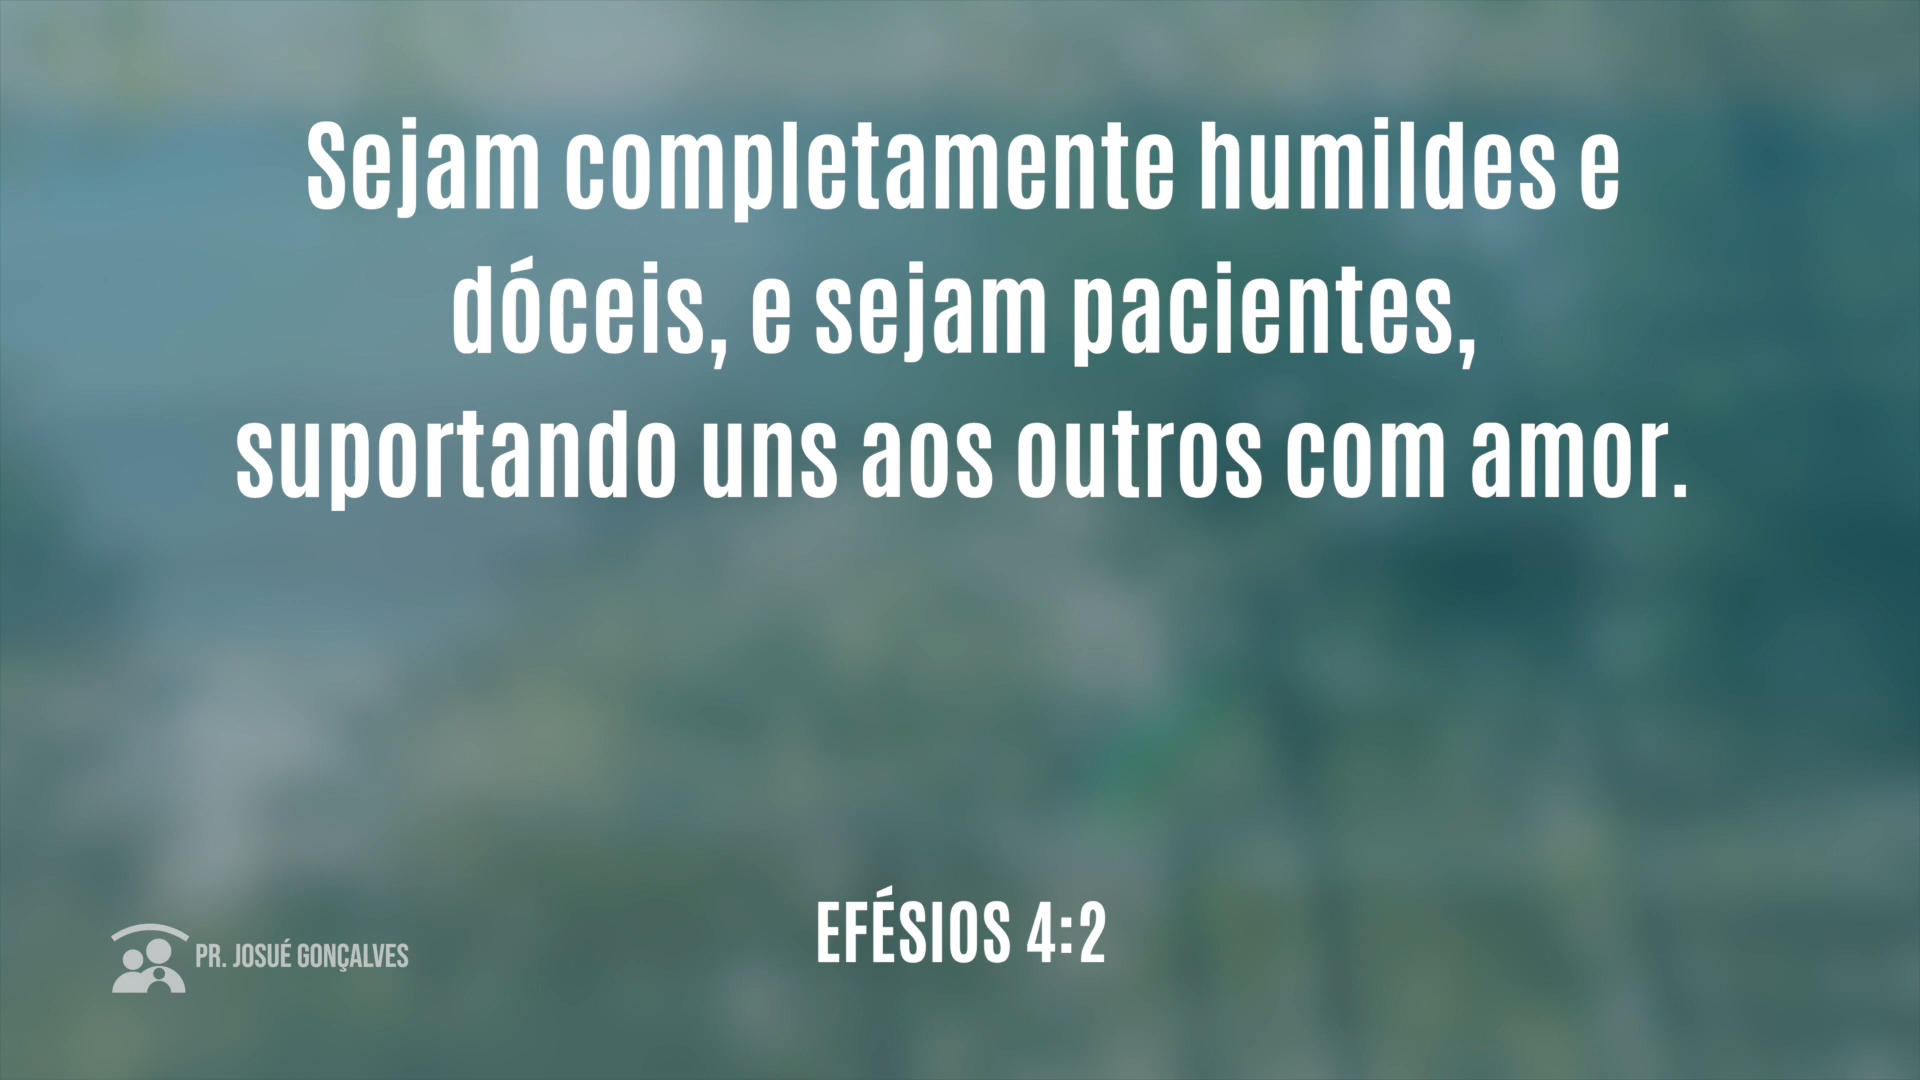 Sejam completamente humildes e
dóceis, e sejam pacientes,
suportando uns aos outros com amor.
EFÉSIOS 4:2
PR. JOSUÉ GONÇALVES